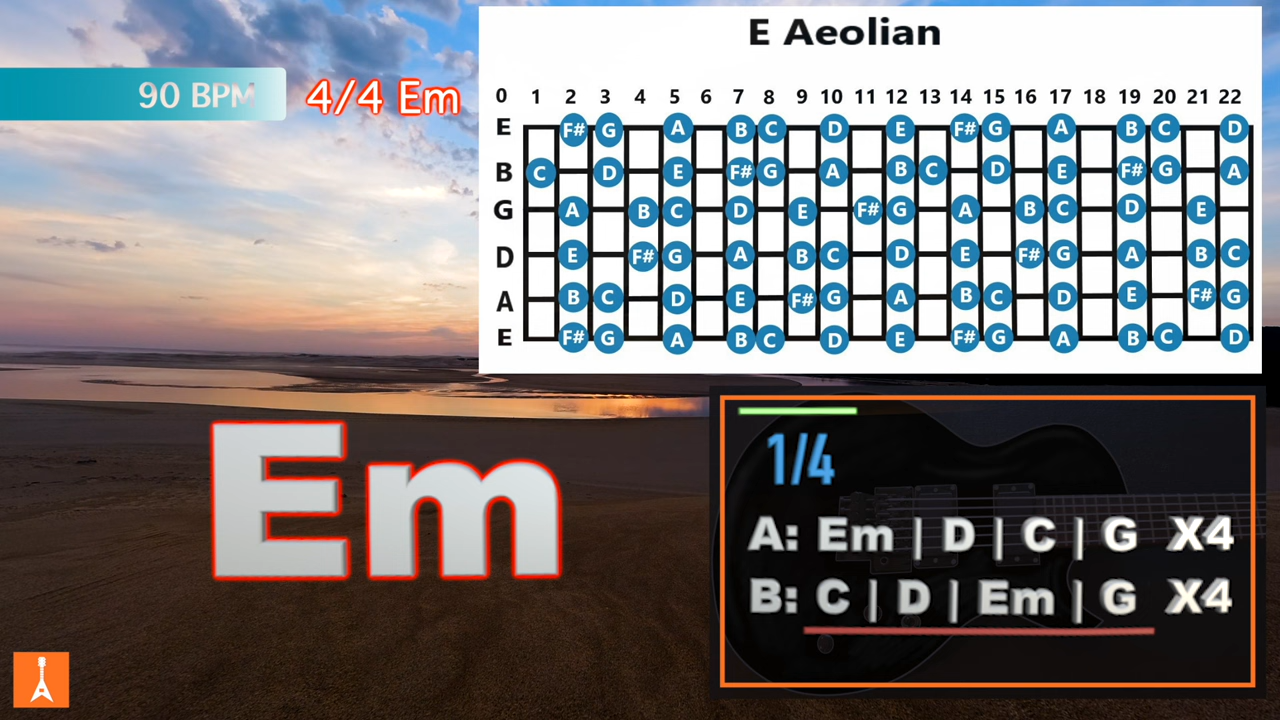 E Aeolian
90 BPM
4/4 Em
0 1 2 3 4 5 6 7 8 9 10 11 12 13 14 15 16 17 18 19 20 21 22
E F# G A B C D E F# G A B C D
B C D E F# G A B C D E F# G A
G A B C D E F# G A B C D E
D E F# G A B C D E F# G A B C
A B C D E F# G A B C D E F# G
E F# G A B C D E F# G A B C D
Em
1/4
A: Em | D | C | G X4
B: C | D | Em | G X4